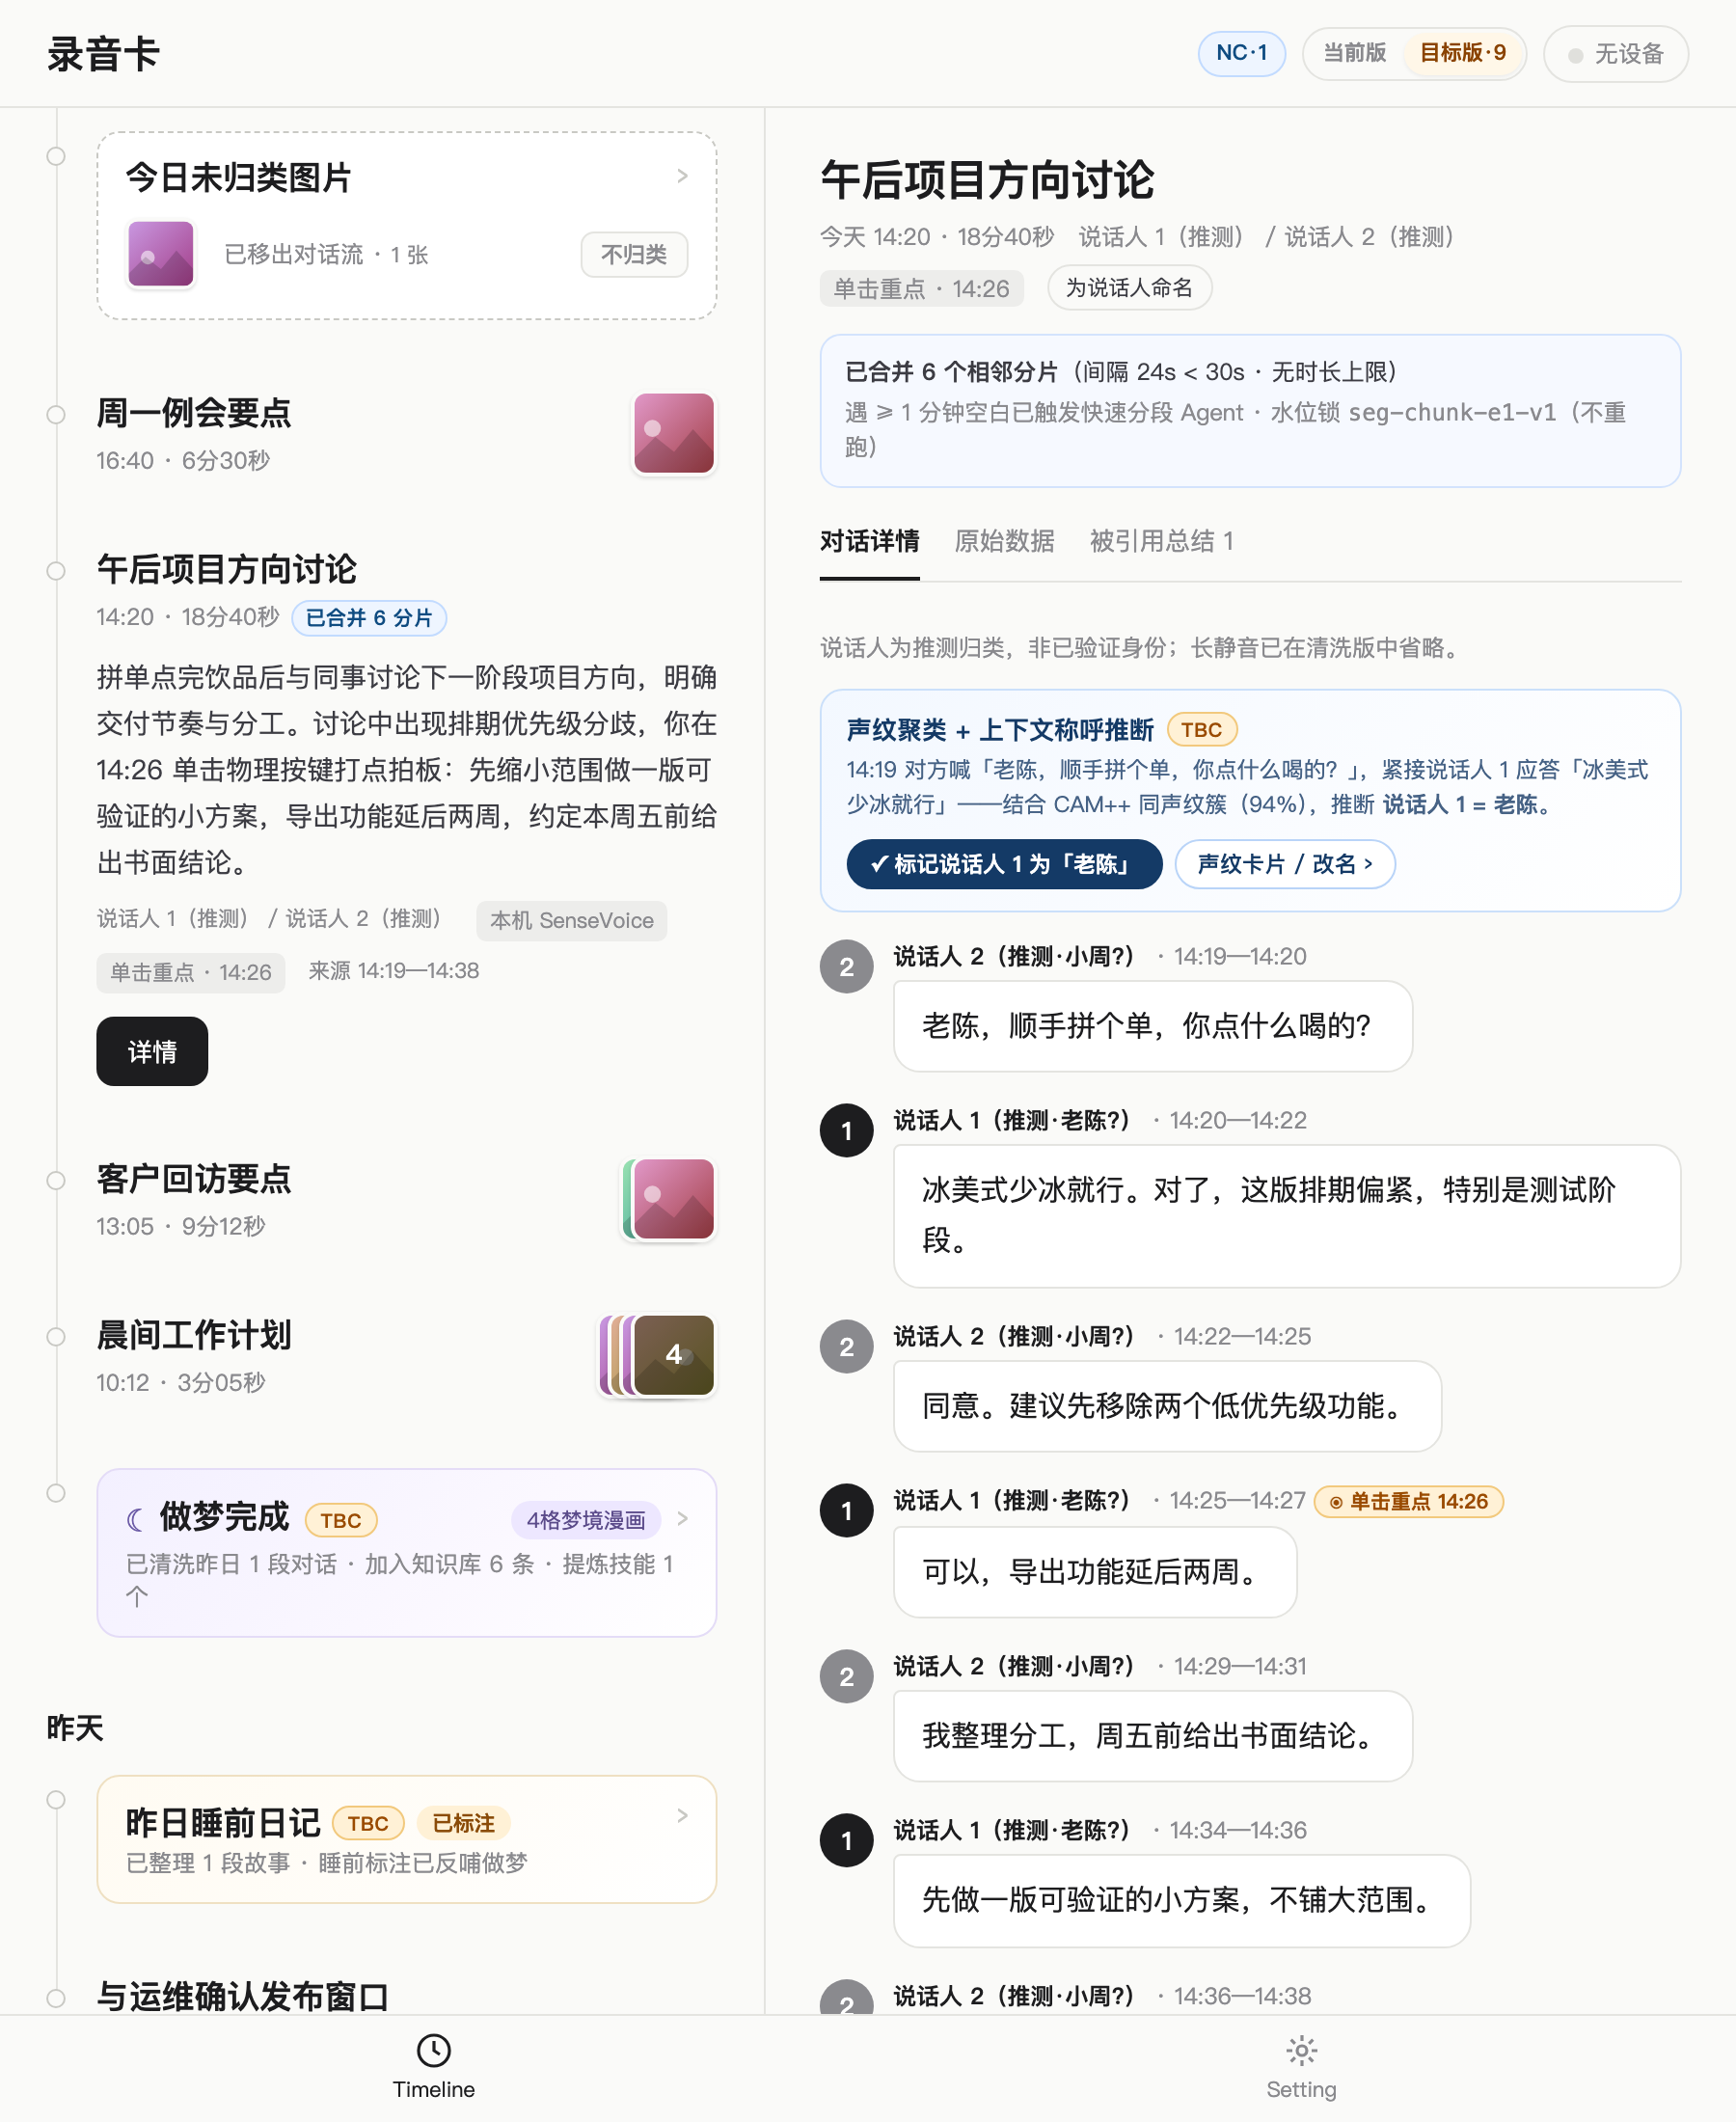 录音卡
NC·1
当前版
目标版·9
无设备
今日未归类图片
已移出对话流 · 1 张
不归类
周一例会要点
16:40 · 6分30秒
午后项目方向讨论
14:20 · 18分40秒
已合并 6 分片
拼单点完饮品后与同事讨论下一阶段项目方向，明确
交付节奏与分工。讨论中出现排期优先级分歧，你在
14:26 单击物理按键打点拍板：先缩小范围做一版可
验证的小方案，导出功能延后两周，约定本周五前给
出书面结论。
说话人 1（推测） / 说话人 2（推测）
本机 SenseVoice
单击重点 · 14:26
来源 14:19—14:38
详情
客户回访要点
13:05 · 9分12秒
晨间工作计划
10:12 · 3分05秒
4
做梦完成
TBC
4格梦境漫画
已清洗昨日 1 段对话 · 加入知识库 6 条 · 提炼技能 1
个
昨天
昨日睡前日记
TBC
已标注
已整理 1 段故事 · 睡前标注已反哺做梦
与运维确认发布窗口
午后项目方向讨论
今天 14:20 · 18分40秒 说话人 1（推测） / 说话人 2（推测）
单击重点 · 14:26
为说话人命名
已合并 6 个相邻分片（间隔 24s < 30s · 无时长上限）
遇 ≥ 1 分钟空白已触发快速分段 Agent · 水位锁 seg-chunk-e1-v1（不重
跑）
对话详情
原始数据
被引用总结 1
说话人为推测归类，非已验证身份；长静音已在清洗版中省略。
声纹聚类 + 上下文称呼推断
TBC
14:19 对方喊「老陈，顺手拼个单，你点什么喝的？」，紧接说话人 1 应答「冰美式
少冰就行」——结合 CAM++ 同声纹簇（94%），推断 说话人 1 = 老陈。
✓ 标记说话人 1 为「老陈」
声纹卡片 / 改名 ›
2
说话人 2（推测·小周?） · 14:19—14:20
老陈，顺手拼个单，你点什么喝的？
1
说话人 1（推测·老陈?） · 14:20—14:22
冰美式少冰就行。对了，这版排期偏紧，特别是测试阶
段。
2
说话人 2（推测·小周?） · 14:22—14:25
同意。建议先移除两个低优先级功能。
1
说话人 1（推测·老陈?） · 14:25—14:27
单击重点 14:26
可以，导出功能延后两周。
2
说话人 2（推测·小周?） · 14:29—14:31
我整理分工，周五前给出书面结论。
1
说话人 1（推测·老陈?） · 14:34—14:36
先做一版可验证的小方案，不铺大范围。
2
说话人 2（推测·小周?） · 14:36—14:38
Timeline
Setting